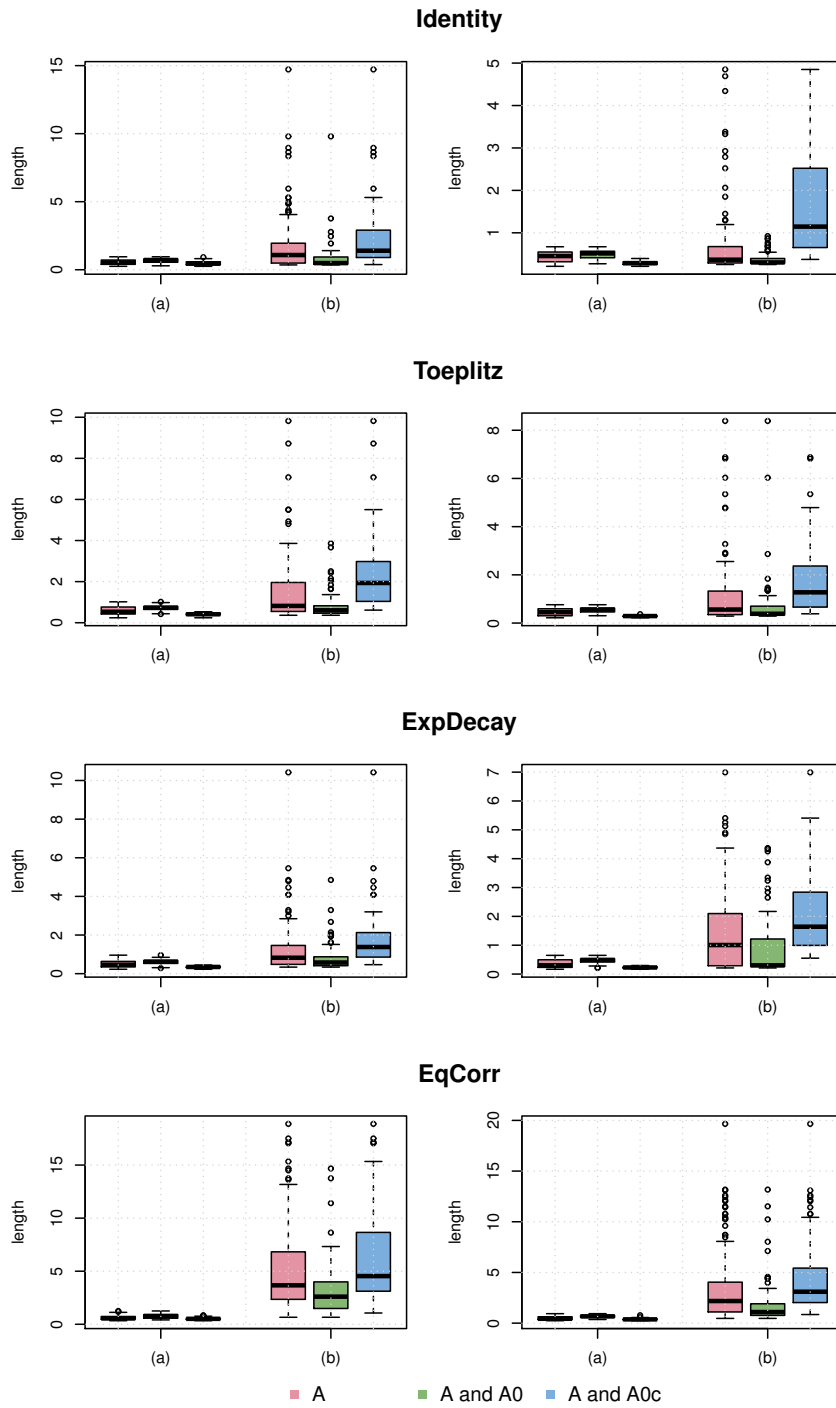 Identity
length
0
5
10
15
(a)
(b)
length
1
2
3
4
5
(a)
(b)
Toeplitz
length
0
2
4
6
8
10
(a)
(b)
length
0
2
4
6
8
(a)
(b)
ExpDecay
length
0
2
4
6
8
10
(a)
(b)
length
0
1
2
3
4
5
6
7
(a)
(b)
EqCorr
length
0
5
10
15
(a)
(b)
length
0
5
10
15
20
(a)
(b)
A
A and A0
A and A0c